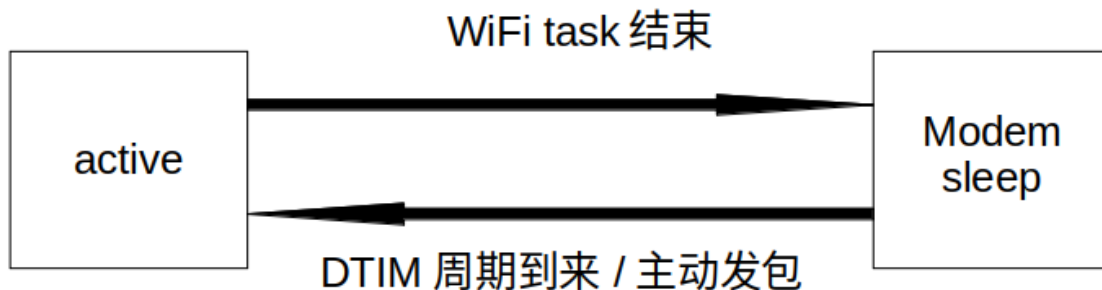 WiFi task 结束
active
Modem
sleep
DTIM 周期到来 / 主动发包